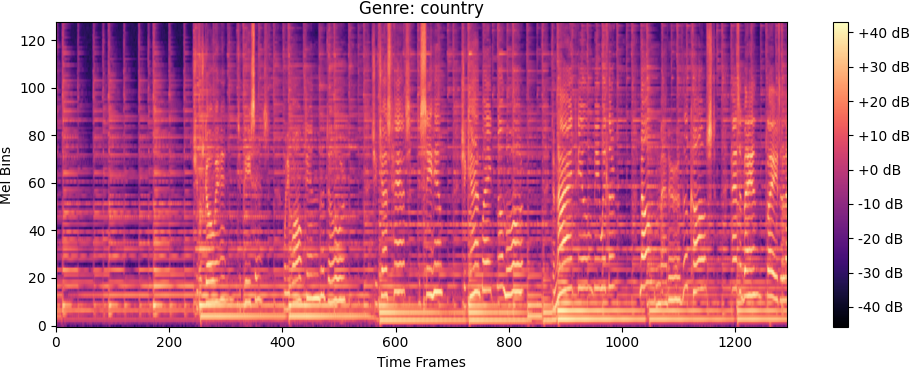 Genre: country
120
100
80
60
40
20
0
Mel Bins
0 200 400 600 800 1000 1200
Time Frames
+40 dB
+30 dB
+20 dB
+10 dB
+0 dB
-10 dB
-20 dB
-30 dB
-40 dB